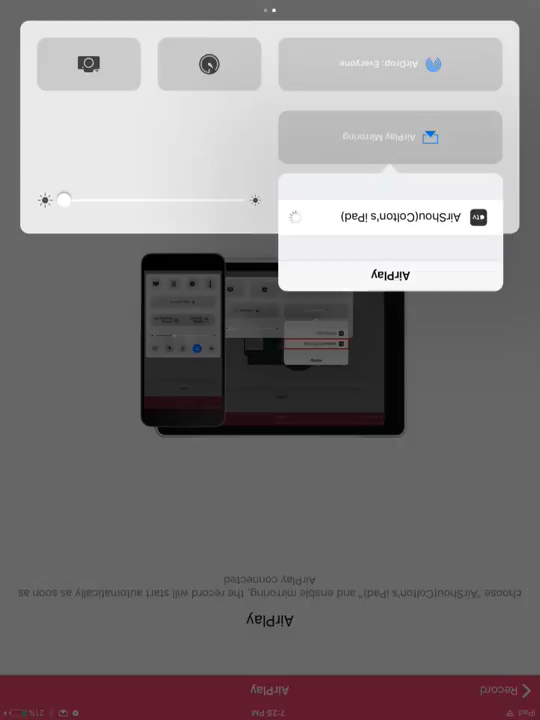 iPad
7:25 PM
21%
Record
AirPlay
AirPlay
choose "AirShou(Colton's iPad)" and enable mirroring, the record will start automatically as soon as
AirPlay connected
AirPlay
tv AirShou(Colton's iPad)
AirPlay Mirroring
AirDrop: Everyone